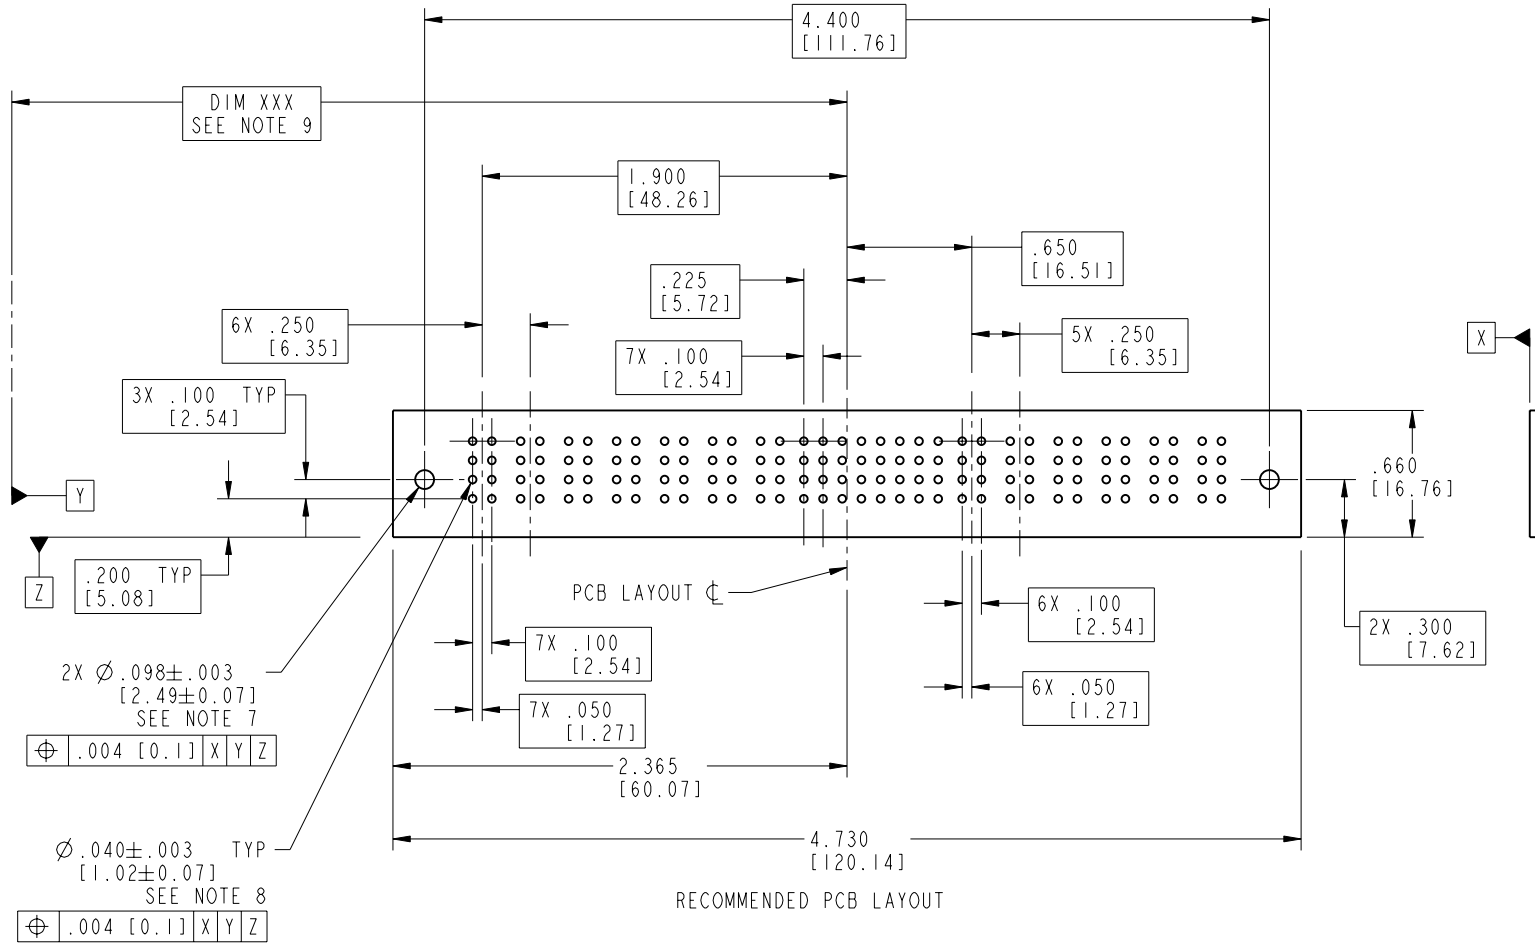 4.400
[111.76]
DIM XXX
SEE NOTE 9
1.900
[48.26]
.650
[16.51]
.225
[5.72]
6X .250
[6.35]
5X .250
[6.35]
X
7X .100
[2.54]
3X .100 TYP
[2.54]
.660
[16.76]
Y
.200 TYP
[5.08]
Z
PCB LAYOUT ℄
6X .100
[2.54]
2X .300
[7.62]
7X .100
[2.54]
2X Ø .098±.003
[2.49±0.07]
SEE NOTE 7
⌖ .004 [0.1] X Y Z
6X .050
[1.27]
7X .050
[1.27]
2.365
[60.07]
4.730
[120.14]
Ø .040±.003 TYP
[1.02±0.07]
SEE NOTE 8
⌖ .004 [0.1] X Y Z
RECOMMENDED PCB LAYOUT